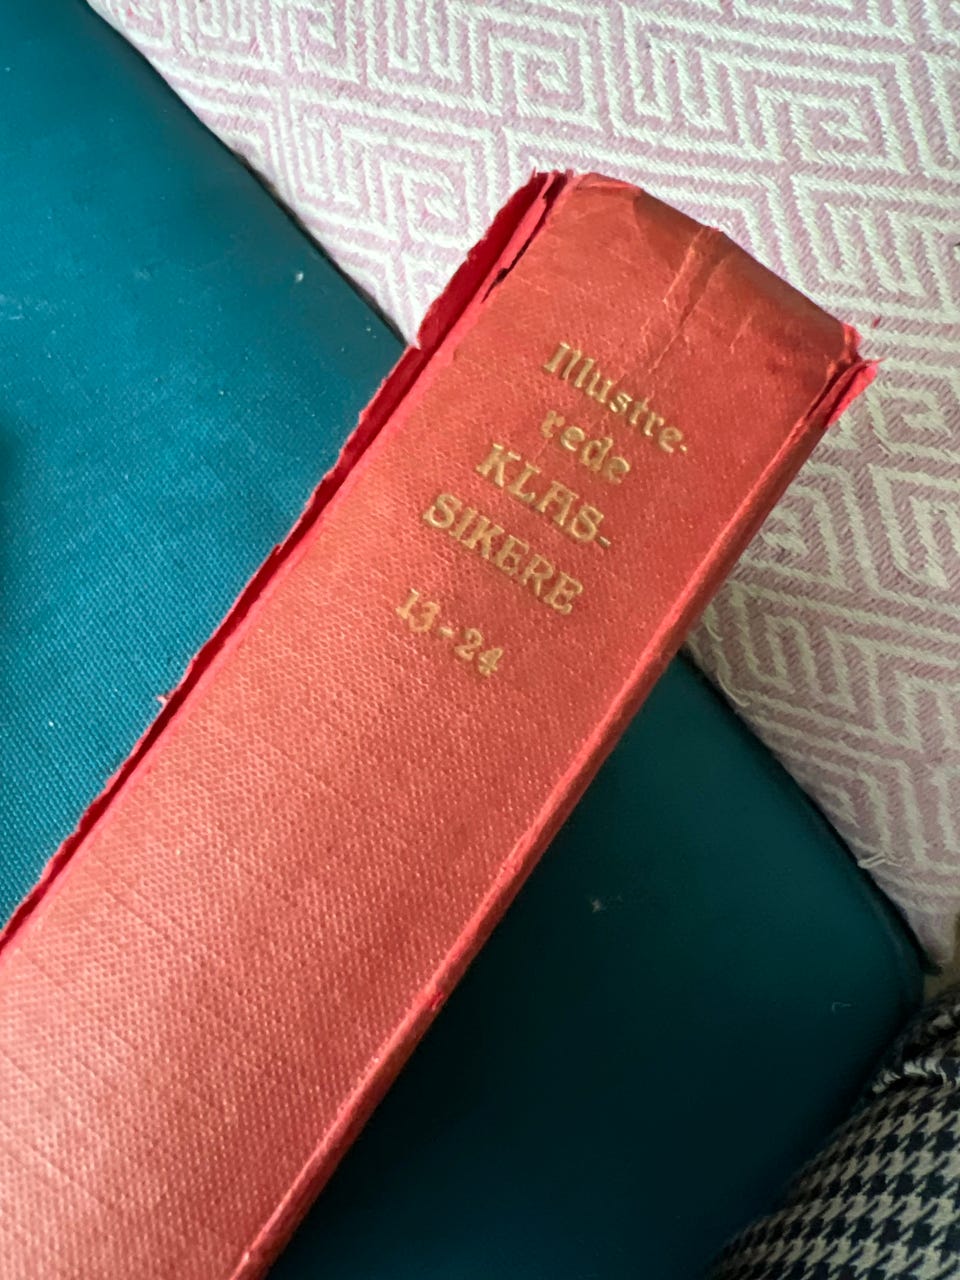 Illustre-
rede
KLAS-
SIKERE
13-24